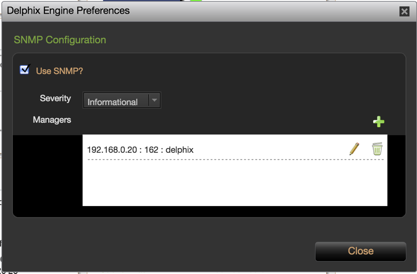 Delphix Engine Preferences
SNMP Configuration
Use SNMP?
Severity Informational
Managers
192.168.0.20 : 162 : delphix
Close